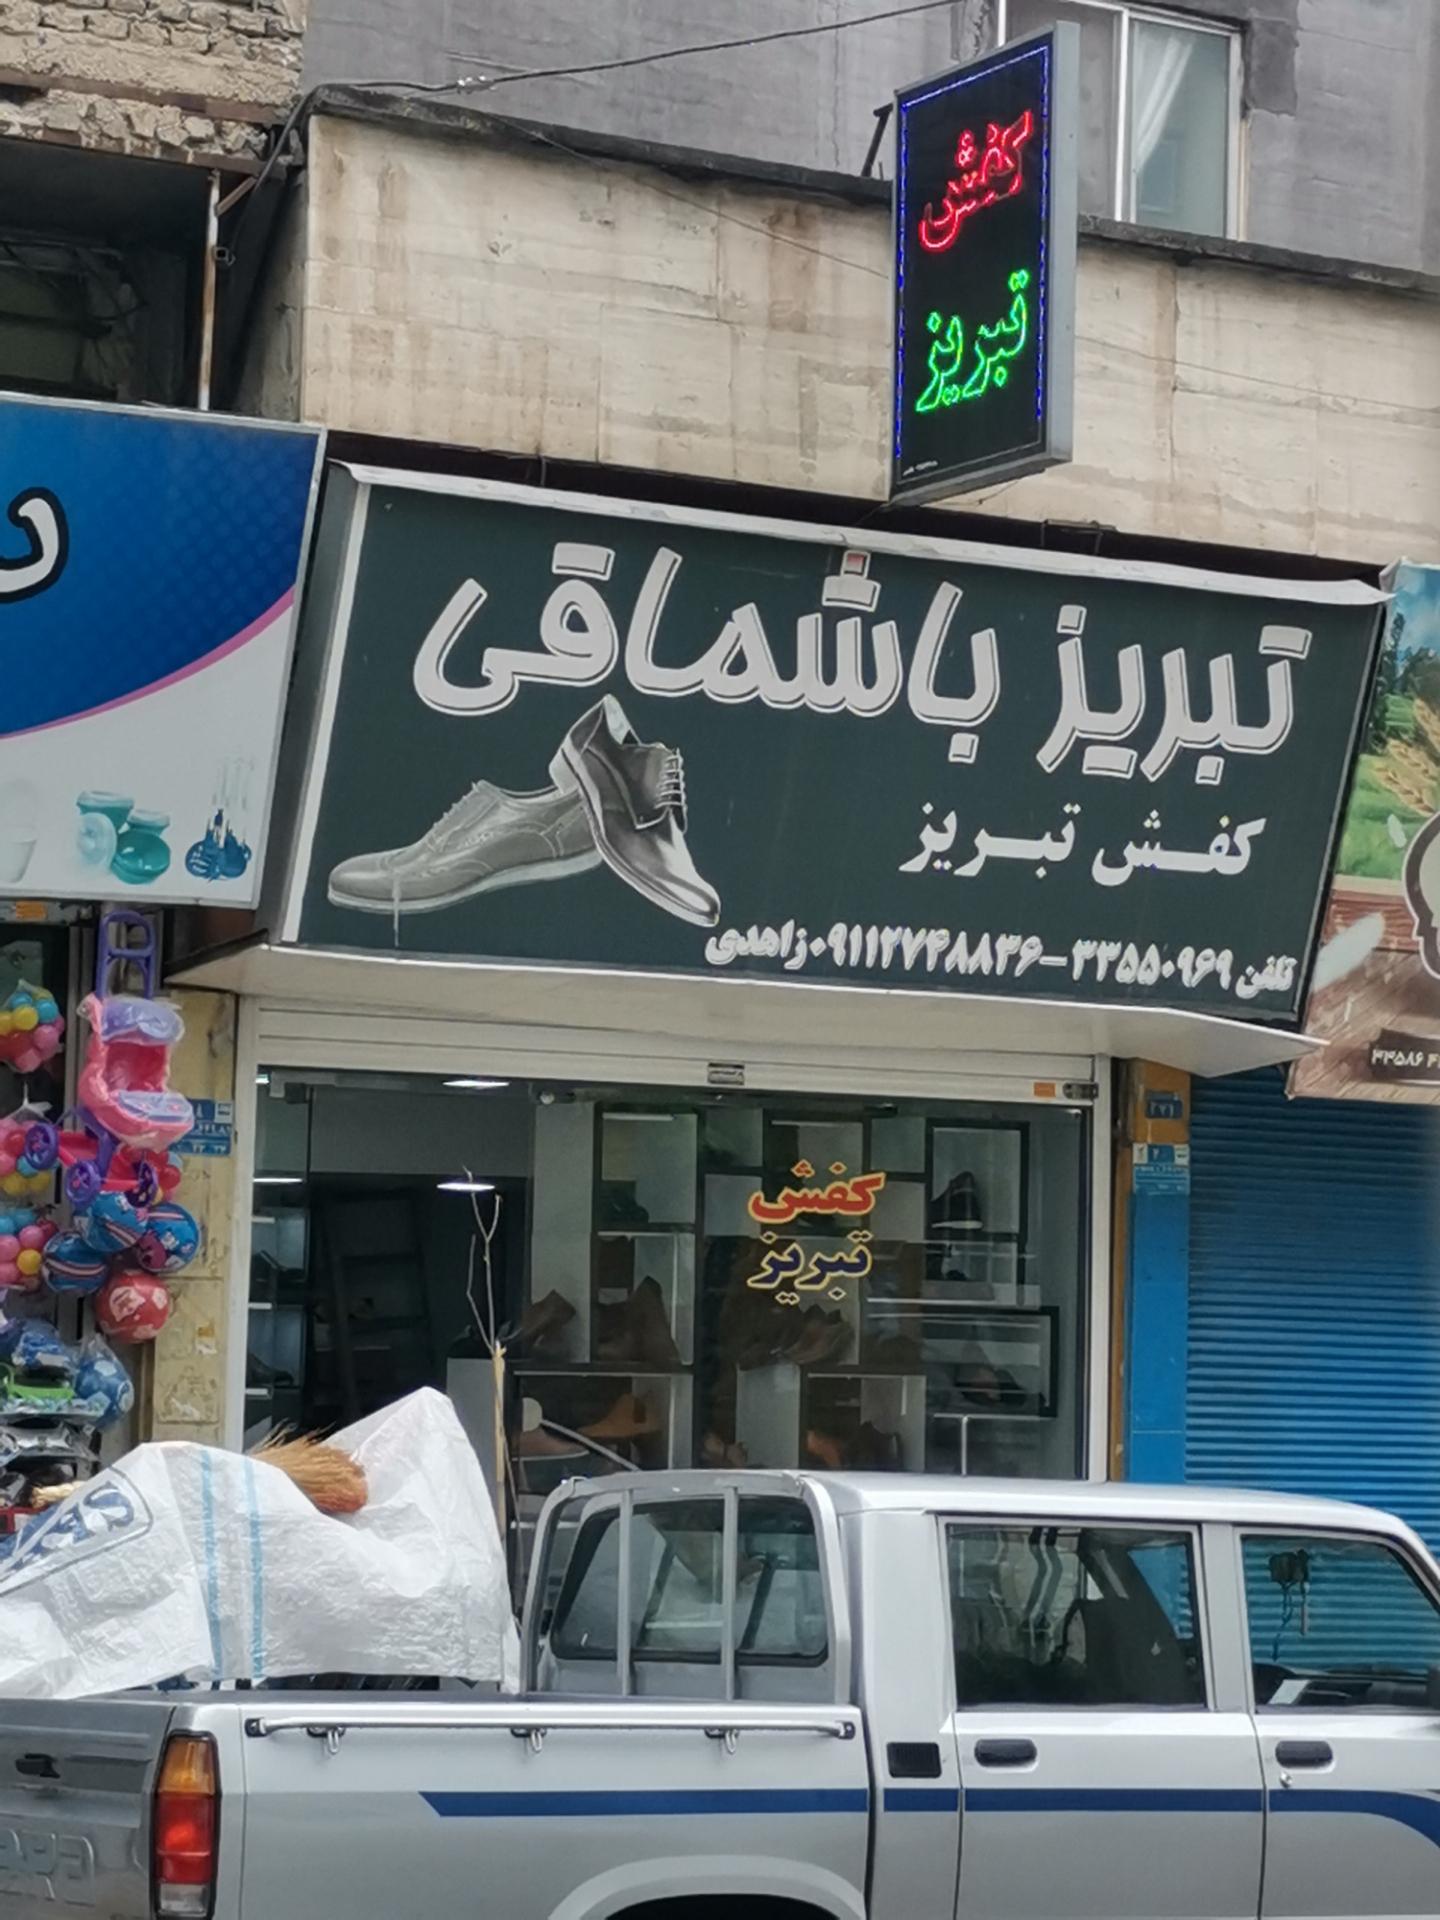 کفش
تبریز
تبریز باشماقی
کفش تبریز
تلفن ۳۳۵۵۰۹۶۹-۰۹۱۱۲۷۴۸۸۳۶ زاهدی
کفش
تبریز